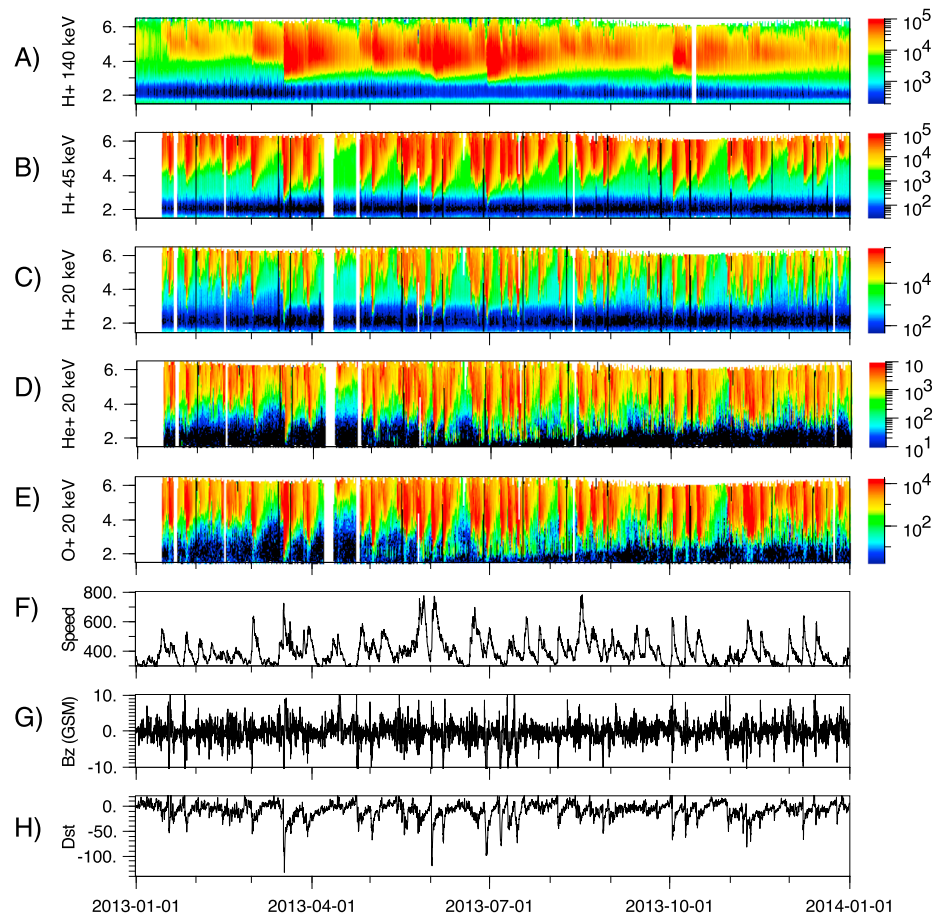 A)
H+ 140 keV
6.
4.
2.
10^5
10^4
10^3
B)
H+ 45 keV
6.
4.
2.
10^5
10^4
10^3
10^2
C)
H+ 20 keV
6.
4.
2.
10^4
10^2
D)
He+ 20 keV
6.
4.
2.
10
10^3
10^2
10^1
E)
O+ 20 keV
6.
4.
2.
10^4
10^2
F)
Speed
800.
600.
400.
G)
Bz (GSM)
10.
0.
-10.
H)
Dst
0.
-50.
-100.
2013-01-01 2013-04-01 2013-07-01 2013-10-01 2014-01-01